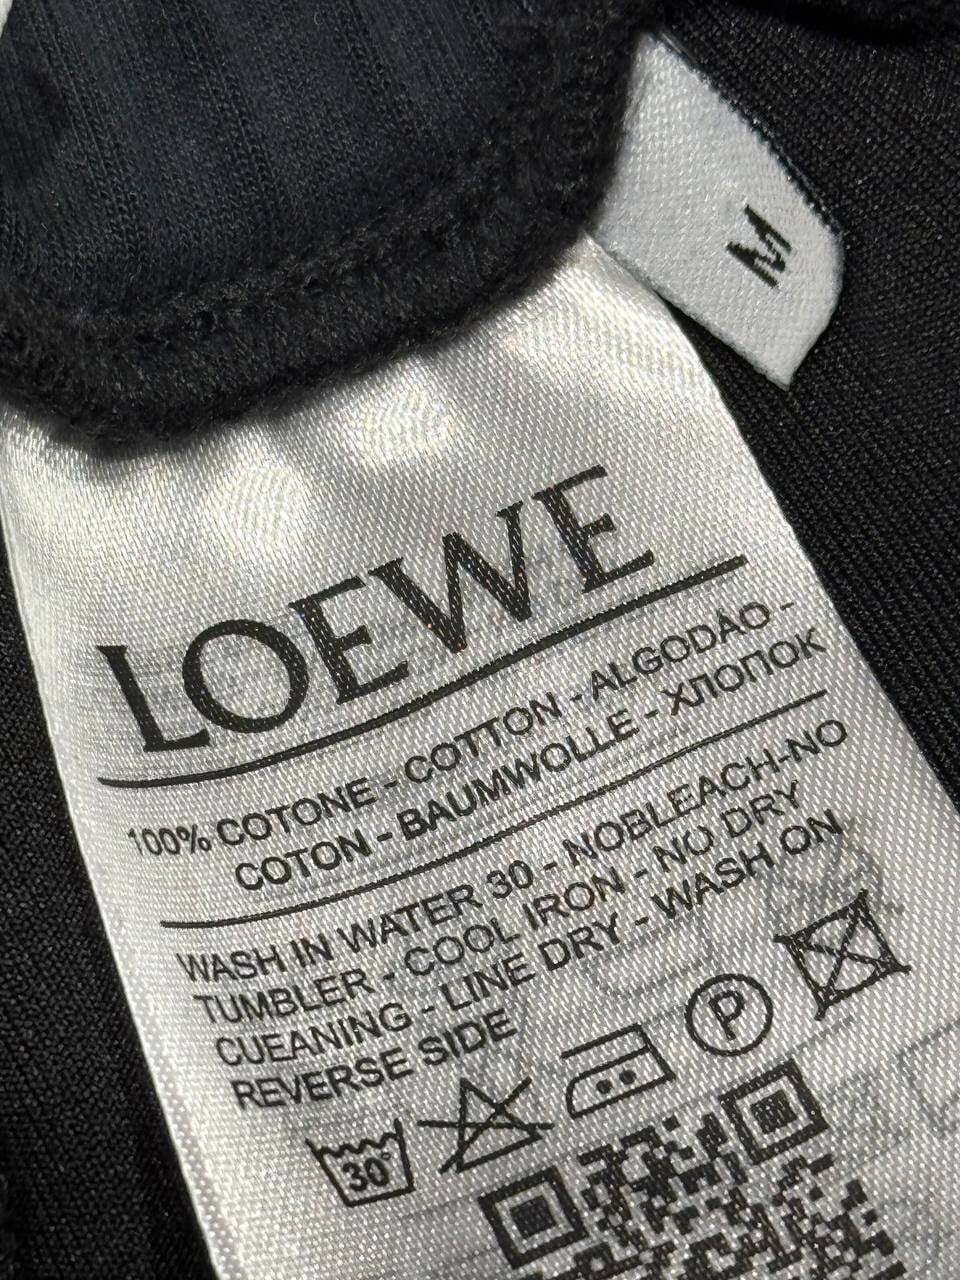 M
LOEWE
100% COTONE - COTTON - ALGODÃO -
COTON - BAUMWOLLE - ХЛОПОК
WASH IN WATER 30 - NOBLEACH-NO
TUMBLER - COOL IRON - NO DRY
CUEANING - LINE DRY - WASH ON
REVERSE SIDE
30°
P